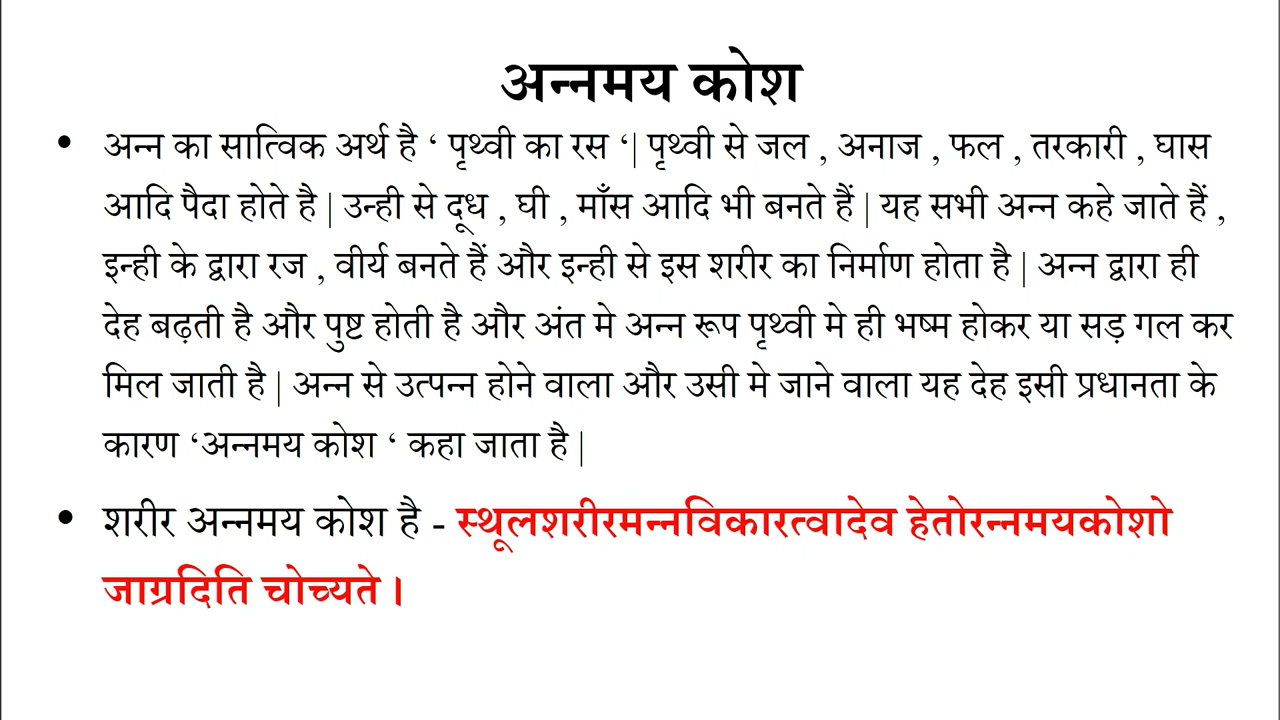 अन्नमय कोश
• अन्न का सात्विक अर्थ है ‘ पृथ्वी का रस ‘| पृथ्वी से जल , अनाज , फल , तरकारी , घास
आदि पैदा होते है | उन्ही से दूध , घी , माँस आदि भी बनते हैं | यह सभी अन्न कहे जाते हैं ,
इन्ही के द्वारा रज , वीर्य बनते हैं और इन्ही से इस शरीर का निर्माण होता है | अन्न द्वारा ही
देह बढ़ती है और पुष्ट होती है और अंत मे अन्न रूप पृथ्वी मे ही भष्म होकर या सड़ गल कर
मिल जाती है | अन्न से उत्पन्न होने वाला और उसी मे जाने वाला यह देह इसी प्रधानता के
कारण ‘अन्नमय कोश ‘ कहा जाता है |
• शरीर अन्नमय कोश है - स्थूलशरीरमन्नविकारत्वादेव हेतोरन्नमयकोशो
जाग्रदिति चोच्यते ।